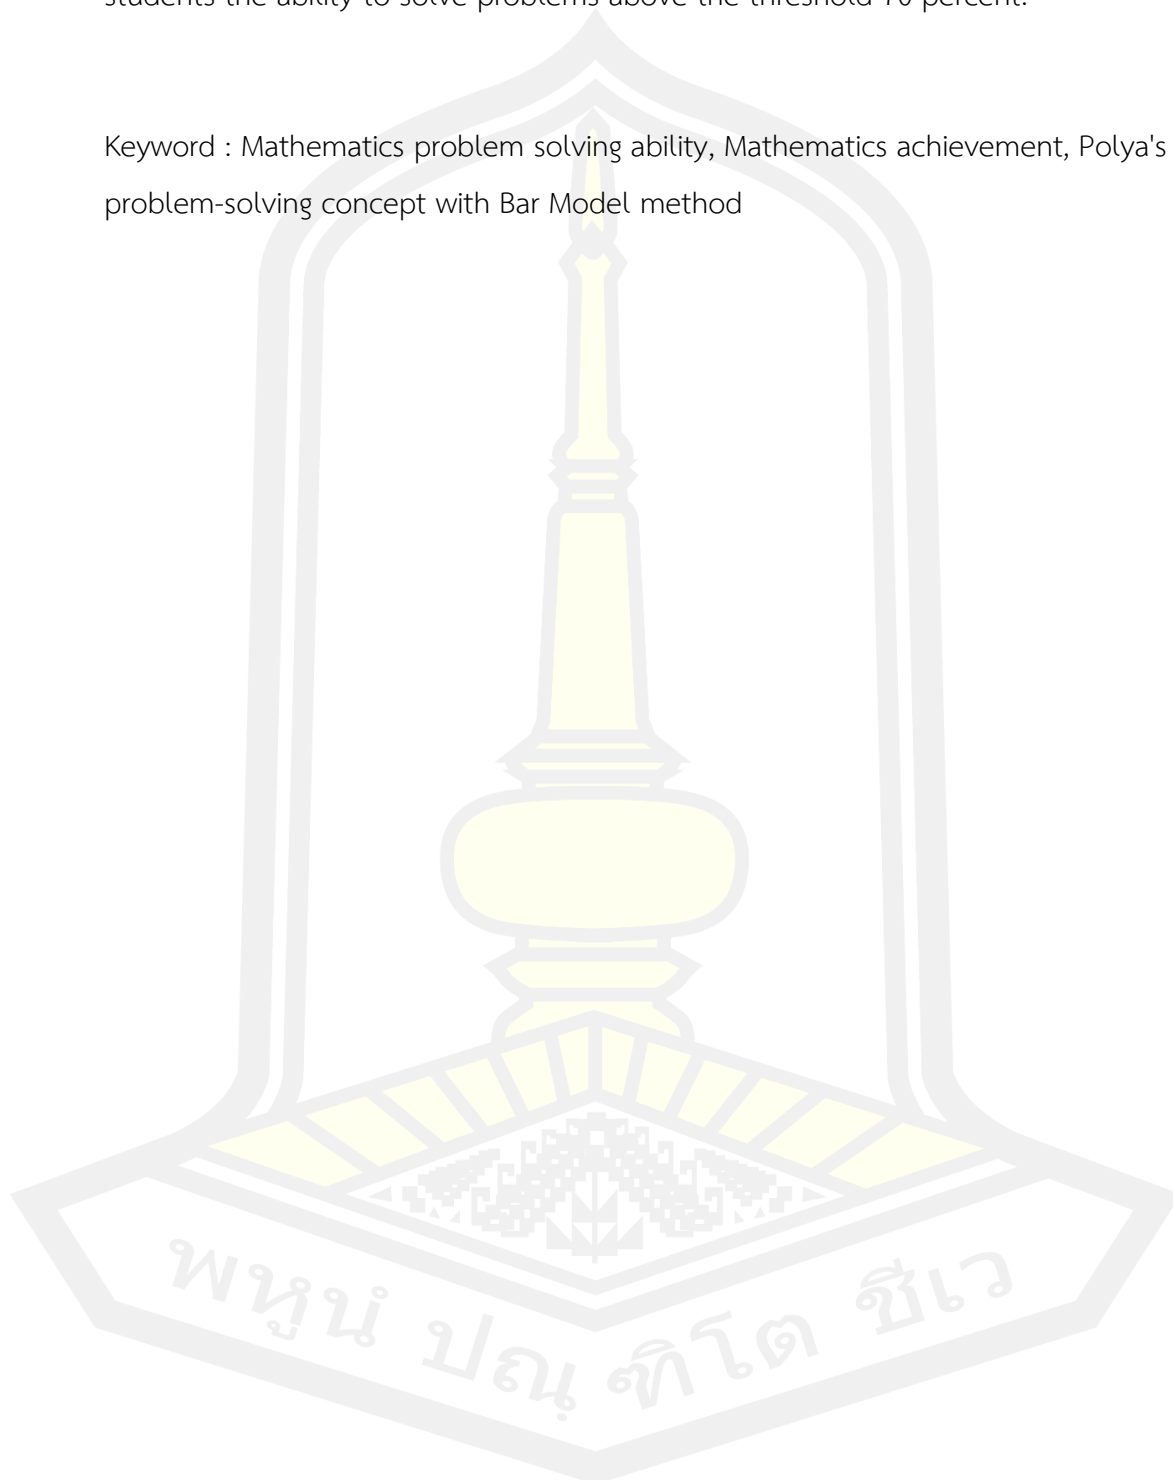 students the ability to solve problems above the threshold 70 percent.
Keyword : Mathematics problem solving ability, Mathematics achievement, Polya's
problem-solving concept with Bar Model method
พหูนํ ปณฺฑิโต ชีเว